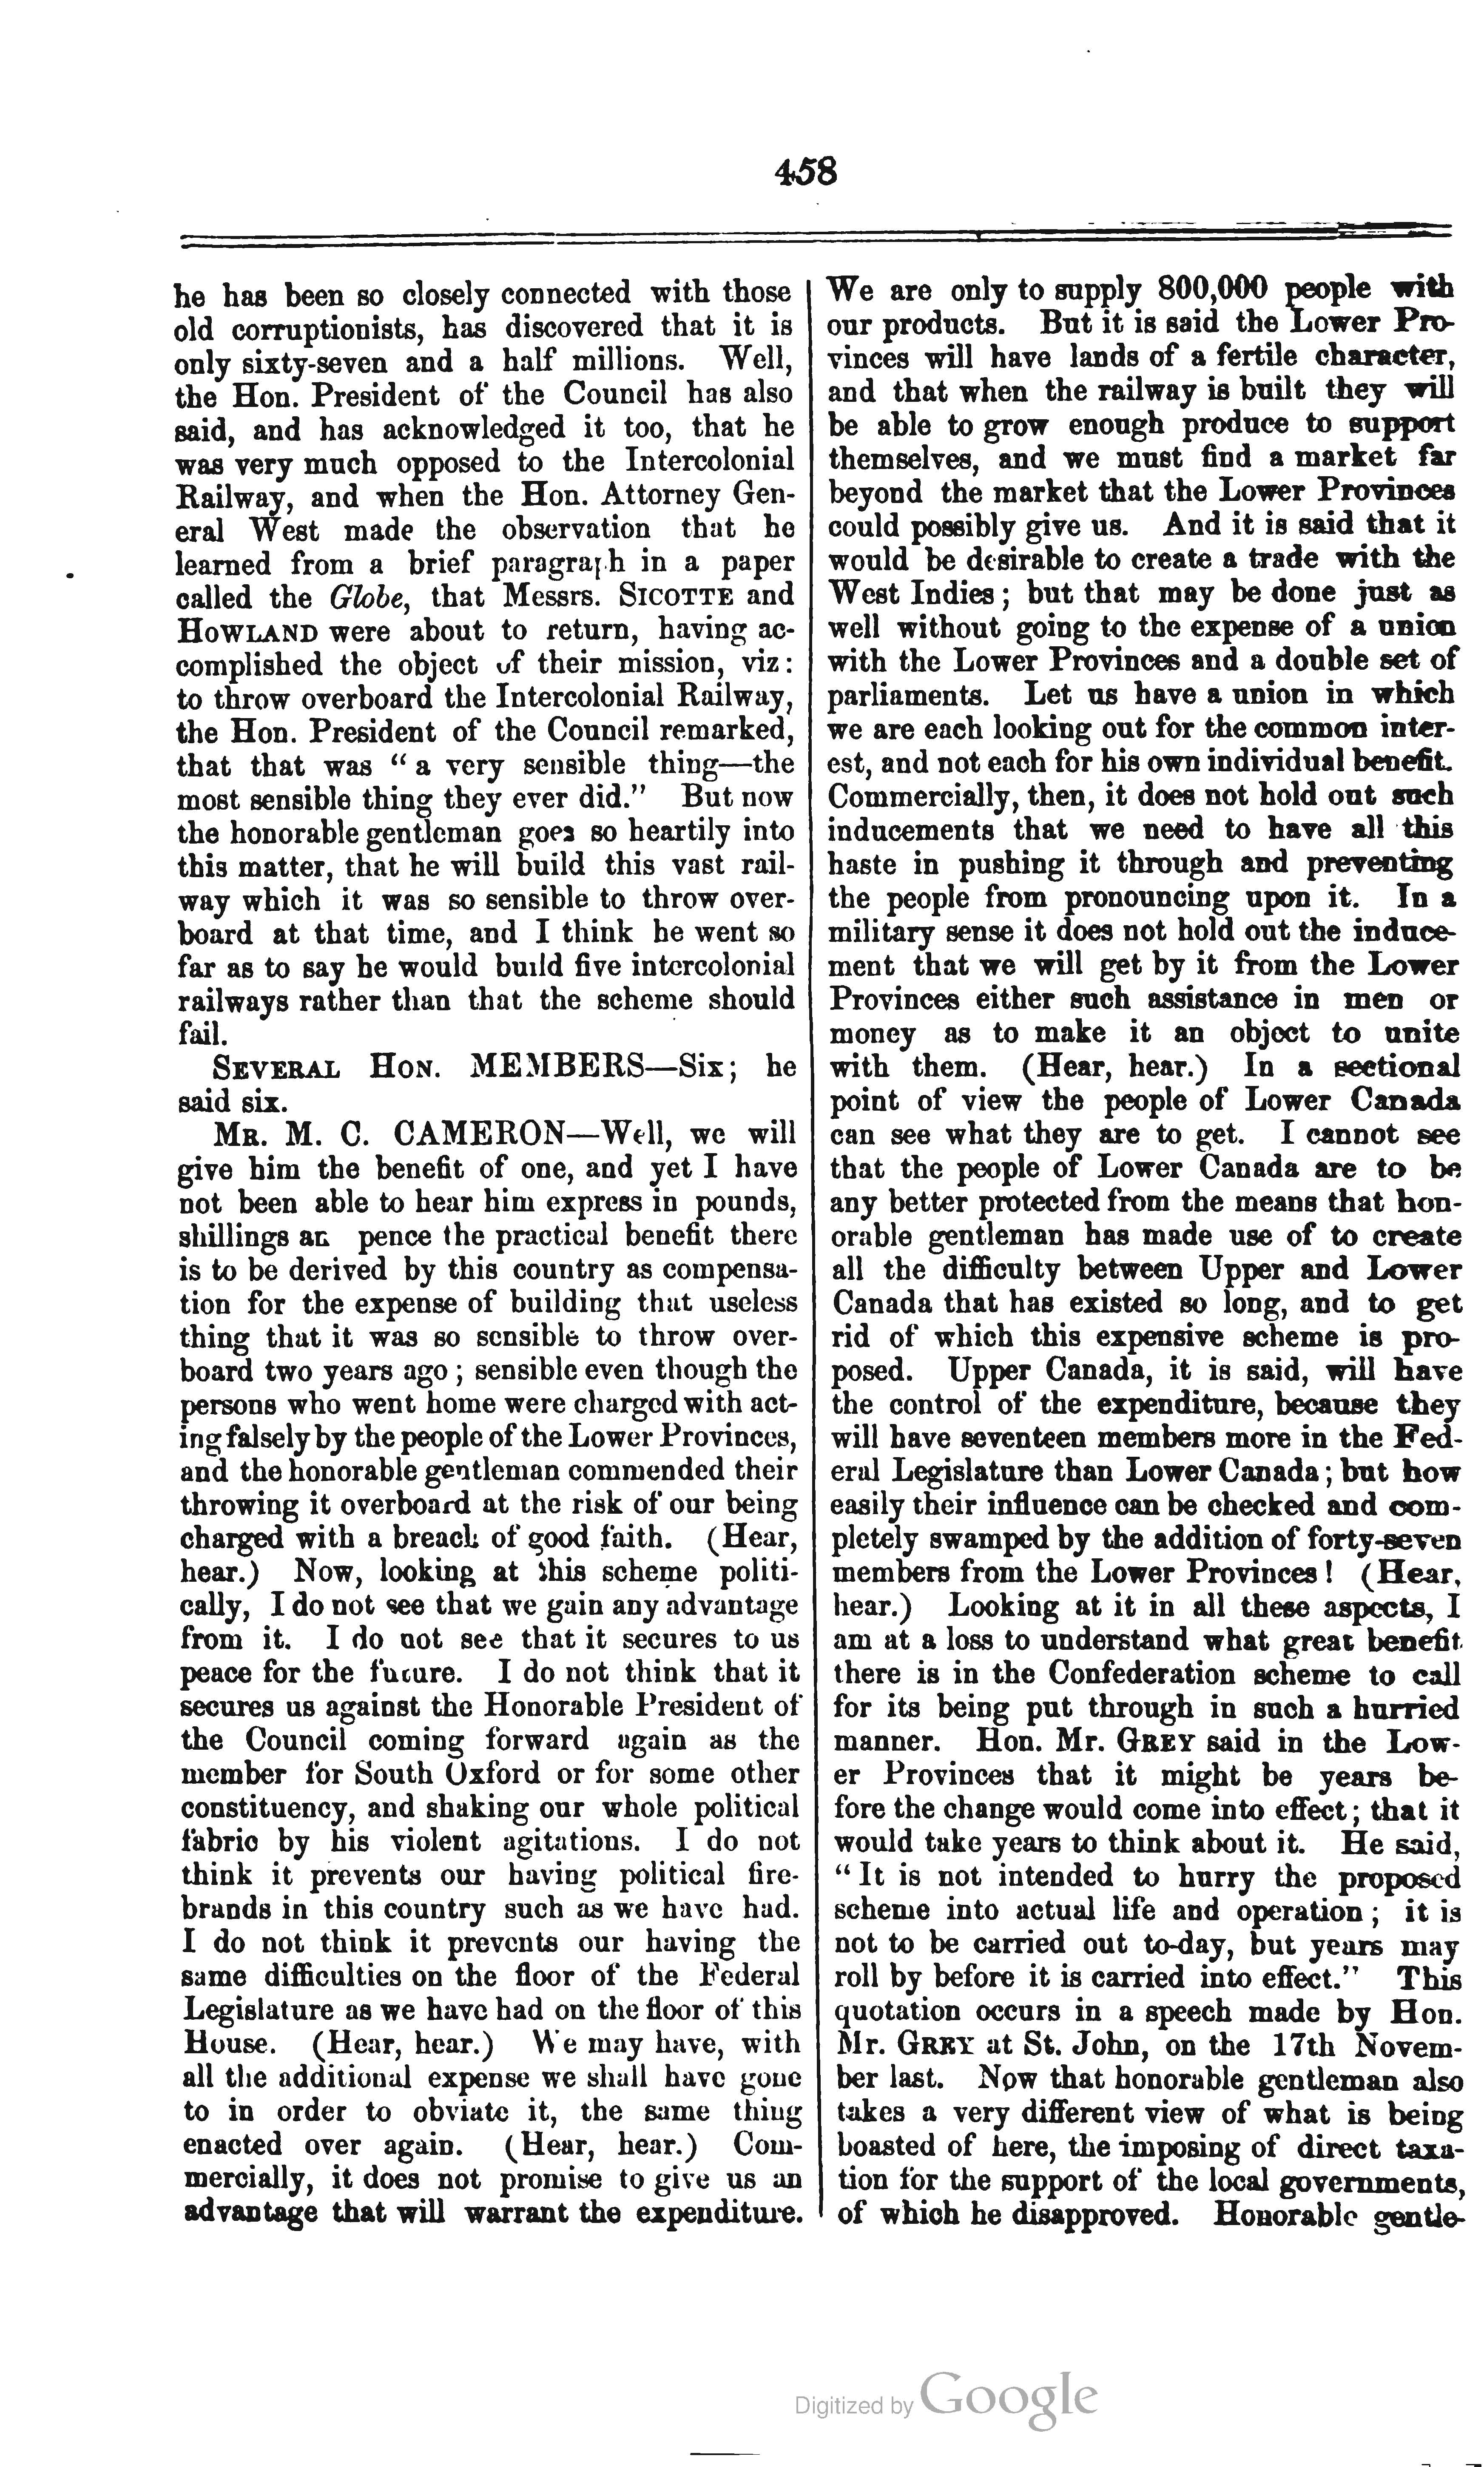 458
he has been so closely connected with those
old corruptionists, has discovered that it is
only sixty-seven and a half millions. Well,
the Hon. President of the Council has also
said, and has acknowledged it too, that he
was very much opposed to the Intercolonial
Railway, and when the Hon. Attorney Gen-
eral West made the observation that he
learned from a brief paragraph in a paper
called the Globe, that Messrs. SICOTTE and
HOWLAND were about to return, having ac-
complished the object of their mission, viz:
to throw overboard the Intercolonial Railway,
the Hon. President of the Council remarked,
that that was “a very sensible thing—the
most sensible thing they ever did.” But now
the honorable gentleman goes so heartily into
this matter, that he will build this vast rail-
way which it was so sensible to throw over-
board at that time, and I think he went so
far as to say he would build five intercolonial
railways rather than that the scheme should
fail.
SEVERAL HON. MEMBERS—Six; he
said six.
MR. M. C. CAMERON—Well, we will
give him the benefit of one, and yet I have
not been able to hear him express in pounds,
shillings an pence the practical benefit there
is to be derived by this country as compensa-
tion for the expense of building that useless
thing that it was so sensible to throw over-
board two years ago; sensible even though the
persons who went home were charged with act-
ing falsely by the people of the Lower Provinces,
and the honorable gentleman commended their
throwing it overboard at the risk of our being
charged with a breach of good faith. (Hear,
hear.) Now, looking at this scheme politi-
cally, I do not see that we gain any advantage
from it. I do not see that it secures to us
peace for the future. I do not think that it
secures us against the Honorable President of
the Council coming forward again as the
member for South Oxford or for some other
constituency, and shaking our whole political
fabric by his violent agitations. I do not
think it prevents our having political fire-
brands in this country such as we have had.
I do not think it prevents our having the
same difficulties on the floor of the Federal
Legislature as we have had on the floor of this
House. (Hear, hear.) We may have, with
all the additional expense we shall have gone
to in order to obviate it, the same thing
enacted over again. (Hear, hear.) Com-
mercially, it does not promise to give us an
advantage that will warrant the expenditure.
We are only to supply 800,000 people with
our products. But it is said the Lower Pro-
vinces will have lands of a fertile character,
and that when the railway is built they will
be able to grow enough produce to support
themselves, and we must find a market far
beyond the market that the Lower Provinces
could possibly give us. And it is said that it
would be desirable to create a trade with the
West Indies; but that may be done just as
well without going to the expense of a union
with the Lower Provinces and a double set of
parliaments. Let us have a union in which
we are each looking out for the common inter-
est, and not each for his own individual benefit.
Commercially, then, it does not hold out such
inducements that we need to have all this
haste in pushing it through and preventing
the people from pronouncing upon it. In a
military sense it does not hold out the induce-
ment that we will get by it from the Lower
Provinces either such assistance in men or
money as to make it an object to unite
with them. (Hear, hear.) In a sectional
point of view the people of Lower Canada
can see what they are to get. I cannot see
that the people of Lower Canada are to be
any better protected from the means that hon-
orable gentleman has made use of to create
all the difficulty between Upper and Lower
Canada that has existed so long, and to get
rid of which this expensive scheme is pro-
posed. Upper Canada, it is said, will have
the control of the expenditure, because they
will have seventeen members more in the Fed-
eral Legislature than Lower Canada; but how
easily their influence can be checked and com-
pletely swamped by the addition of forty-seven
members from the Lower Provinces! (Hear,
hear.) Looking at it in all these aspects, I
am at a loss to understand what great benefit
there is in the Confederation scheme to call
for its being put through in such a hurried
manner. Hon. Mr. GREY said in the Low-
er Provinces that it might be years be-
fore the change would come into effect; that it
would take years to think about it. He said,
“It is not intended to hurry the proposed
scheme into actual life and operation; it is
not to be carried out to-day, but years may
roll by before it is carried into effect.” This
quotation occurs in a speech made by Hon.
Mr. GREY at St. John, on the 17th Novem-
ber last. Now that honorable gentleman also
takes a very different view of what is being
boasted of here, the imposing of direct taxa-
tion for the support of the local governments,
of which he disapproved. Honorable gentle-
Digitized by Google